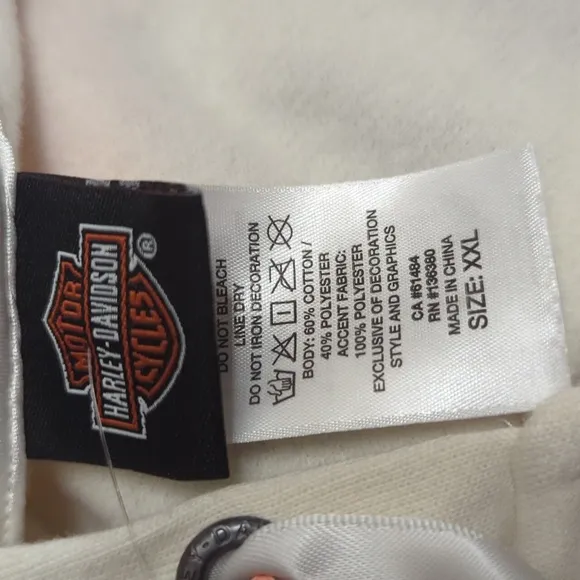 MOTOR
HARLEY-DAVIDSON
CYCLES
®
DO NOT BLEACH
LINE DRY
DO NOT IRON DECORATION
BODY: 60% COTTON /
40% POLYESTER
ACCENT FABRIC:
100% POLYESTER
EXCLUSIVE OF DECORATION
STYLE AND GRAPHICS
CA #61484
RN #136380
MADE IN CHINA
SIZE: XXL